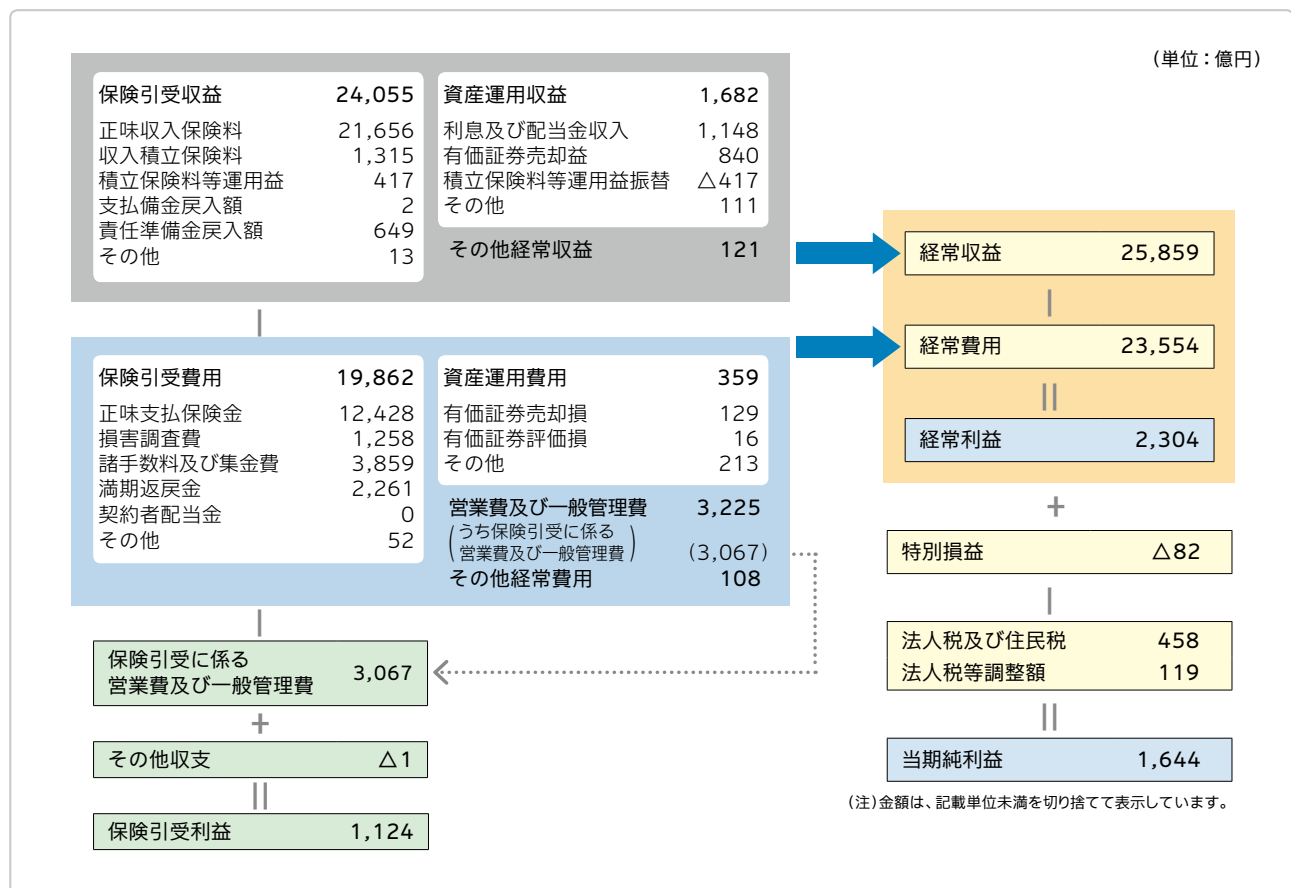 (単位：億円)
保険引受収益 24,055
正味収入保険料 21,656
収入積立保険料 1,315
積立保険料等運用益 417
支払備金戻入額 2
責任準備金戻入額 649
その他 13
資産運用収益 1,682
利息及び配当金収入 1,148
有価証券売却益 840
積立保険料等運用益振替 △417
その他 111
その他経常収益 121
保険引受費用 19,862
正味支払保険金 12,428
損害調査費 1,258
諸手数料及び集金費 3,859
満期返戻金 2,261
契約者配当金 0
その他 52
資産運用費用 359
有価証券売却損 129
有価証券評価損 16
その他 213
営業費及び一般管理費 3,225
(うち保険引受に係る
営業費及び一般管理費) (3,067)
その他経常費用 108
保険引受に係る
営業費及び一般管理費 3,067
+
その他収支 △1
保険引受利益 1,124
経常収益 25,859
経常費用 23,554
経常利益 2,304
+
特別損益 △82
法人税及び住民税 458
法人税等調整額 119
当期純利益 1,644
(注)金額は、記載単位未満を切り捨てて表示しています。